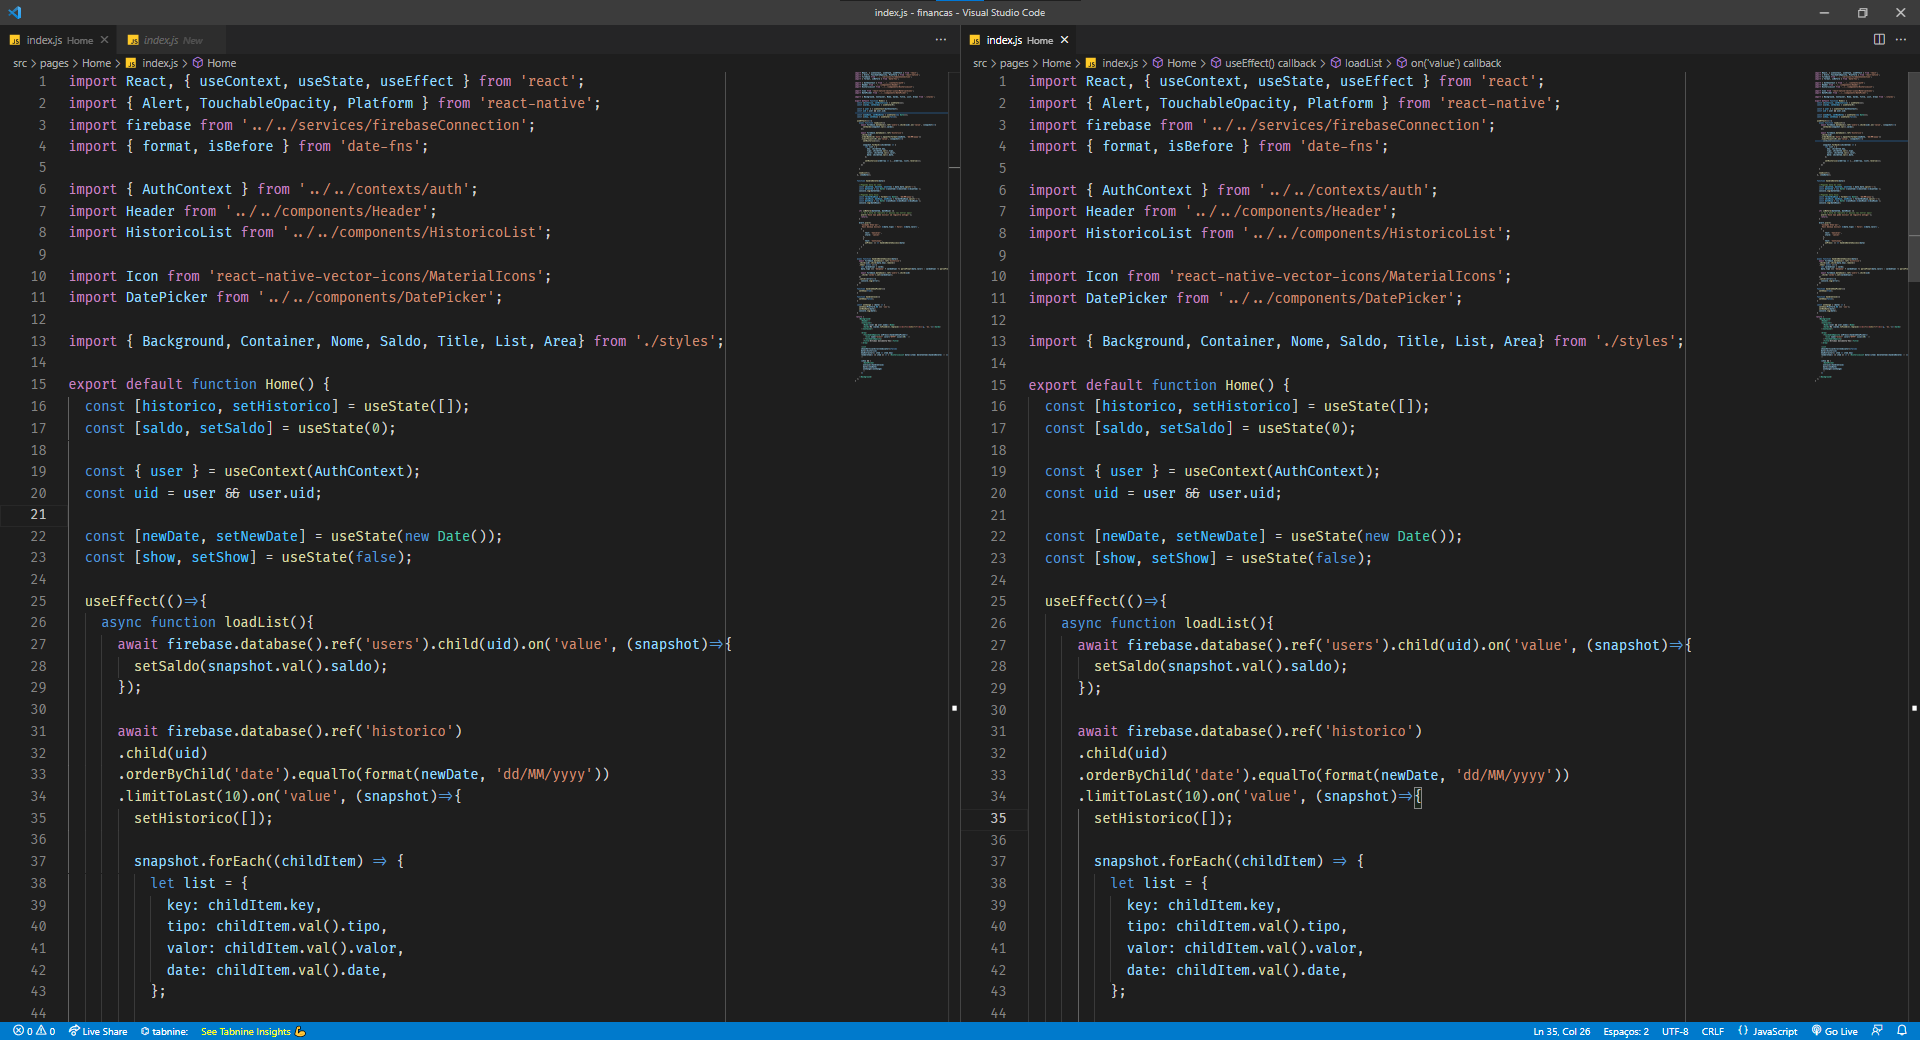 index.js - financas - Visual Studio Code
index.js Home
index.js New
src > pages > Home > index.js > Home
1 import React, { useContext, useState, useEffect } from 'react';
2 import { Alert, TouchableOpacity, Platform } from 'react-native';
3 import firebase from '../../services/firebaseConnection';
4 import { format, isBefore } from 'date-fns';
5
6 import { AuthContext } from '../../contexts/auth';
7 import Header from '../../components/Header';
8 import HistoricoList from '../../components/HistoricoList';
9
10 import Icon from 'react-native-vector-icons/MaterialIcons';
11 import DatePicker from '../../components/DatePicker';
12
13 import { Background, Container, Nome, Saldo, Title, List, Area} from './styles';
14
15 export default function Home() {
16 const [historico, setHistorico] = useState([]);
17 const [saldo, setSaldo] = useState(0);
18
19 const { user } = useContext(AuthContext);
20 const uid = user && user.uid;
21
22 const [newDate, setNewDate] = useState(new Date());
23 const [show, setShow] = useState(false);
24
25 useEffect(()=>{
26 async function loadList(){
27 await firebase.database().ref('users').child(uid).on('value', (snapshot)=>{
28 setSaldo(snapshot.val().saldo);
29 });
30
31 await firebase.database().ref('historico')
32 .child(uid)
33 .orderByChild('date').equalTo(format(newDate, 'dd/MM/yyyy'))
34 .limitToLast(10).on('value', (snapshot)=>{
35 setHistorico([]);
36
37 snapshot.forEach((childItem) => {
38 let list = {
39 key: childItem.key,
40 tipo: childItem.val().tipo,
41 valor: childItem.val().valor,
42 date: childItem.val().date,
43 };
44
index.js Home
src > pages > Home > index.js > Home > useEffect() callback > loadList > on('value') callback
1 import React, { useContext, useState, useEffect } from 'react';
2 import { Alert, TouchableOpacity, Platform } from 'react-native';
3 import firebase from '../../services/firebaseConnection';
4 import { format, isBefore } from 'date-fns';
5
6 import { AuthContext } from '../../contexts/auth';
7 import Header from '../../components/Header';
8 import HistoricoList from '../../components/HistoricoList';
9
10 import Icon from 'react-native-vector-icons/MaterialIcons';
11 import DatePicker from '../../components/DatePicker';
12
13 import { Background, Container, Nome, Saldo, Title, List, Area} from './styles';
14
15 export default function Home() {
16 const [historico, setHistorico] = useState([]);
17 const [saldo, setSaldo] = useState(0);
18
19 const { user } = useContext(AuthContext);
20 const uid = user && user.uid;
21
22 const [newDate, setNewDate] = useState(new Date());
23 const [show, setShow] = useState(false);
24
25 useEffect(()=>{
26 async function loadList(){
27 await firebase.database().ref('users').child(uid).on('value', (snapshot)=>{
28 setSaldo(snapshot.val().saldo);
29 });
30
31 await firebase.database().ref('historico')
32 .child(uid)
33 .orderByChild('date').equalTo(format(newDate, 'dd/MM/yyyy'))
34 .limitToLast(10).on('value', (snapshot)=>{
35 setHistorico([]);
36
37 snapshot.forEach((childItem) => {
38 let list = {
39 key: childItem.key,
40 tipo: childItem.val().tipo,
41 valor: childItem.val().valor,
42 date: childItem.val().date,
43 };
44
0 0 Live Share tabnine: See Tabnine Insights Ln 35, Col 26 Espaços: 2 UTF-8 CRLF {} JavaScript Go Live